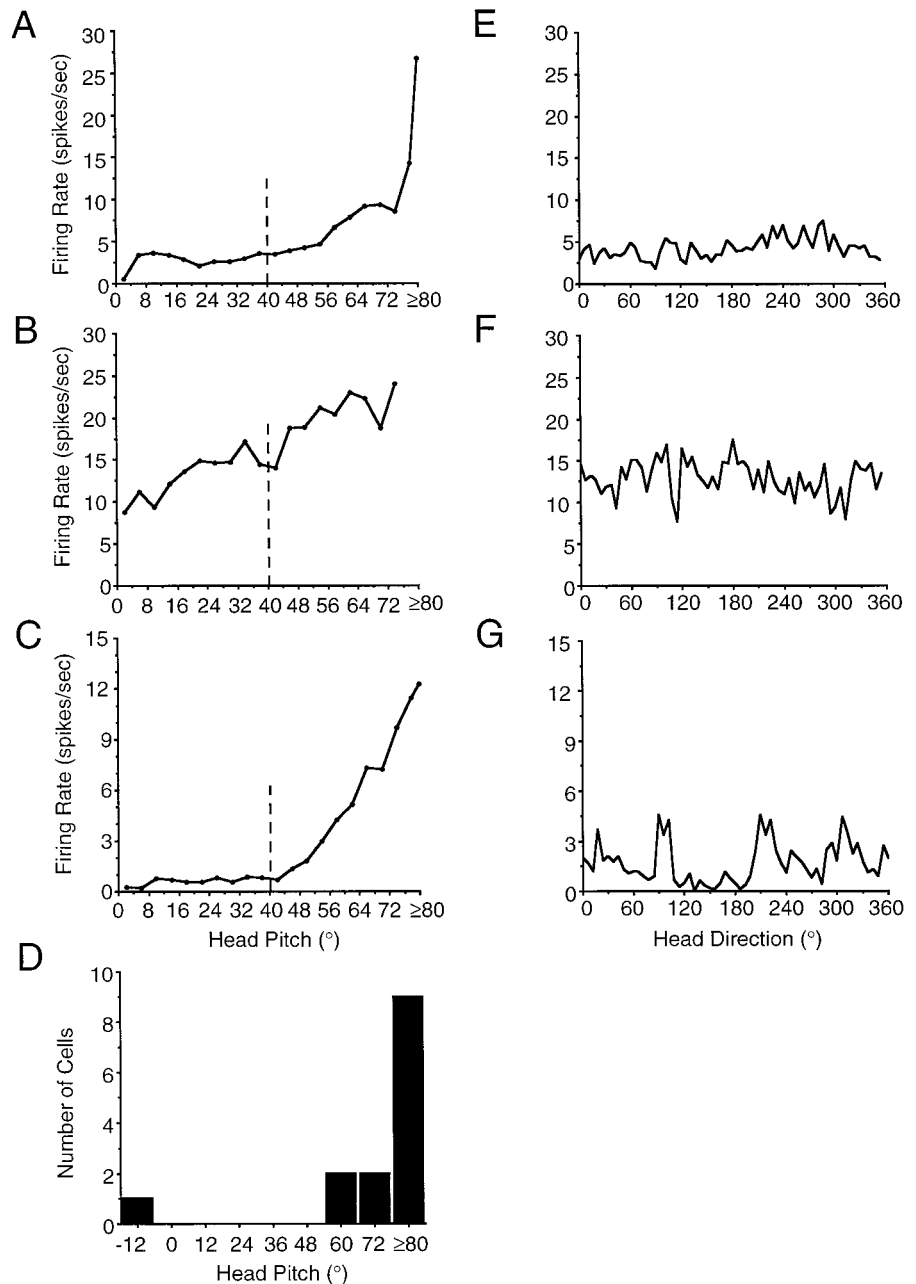 A
Firing Rate (spikes/sec)
30
25
20
15
10
5
0
0 8 16 24 32 40 48 56 64 72 ≥80
E
30
25
20
15
10
5
0
0 60 120 180 240 300 360
B
Firing Rate (spikes/sec)
30
25
20
15
10
5
0
0 8 16 24 32 40 48 56 64 72 ≥80
F
30
25
20
15
10
5
0
0 60 120 180 240 300 360
C
Firing Rate (spikes/sec)
15
12
9
6
3
0
0 8 16 24 32 40 48 56 64 72 ≥80
Head Pitch (°)
G
15
12
9
6
3
0
0 60 120 180 240 300 360
Head Direction (°)
D
Number of Cells
10
8
6
4
2
0
-12 0 12 24 36 48 60 72 ≥80
Head Pitch (°)